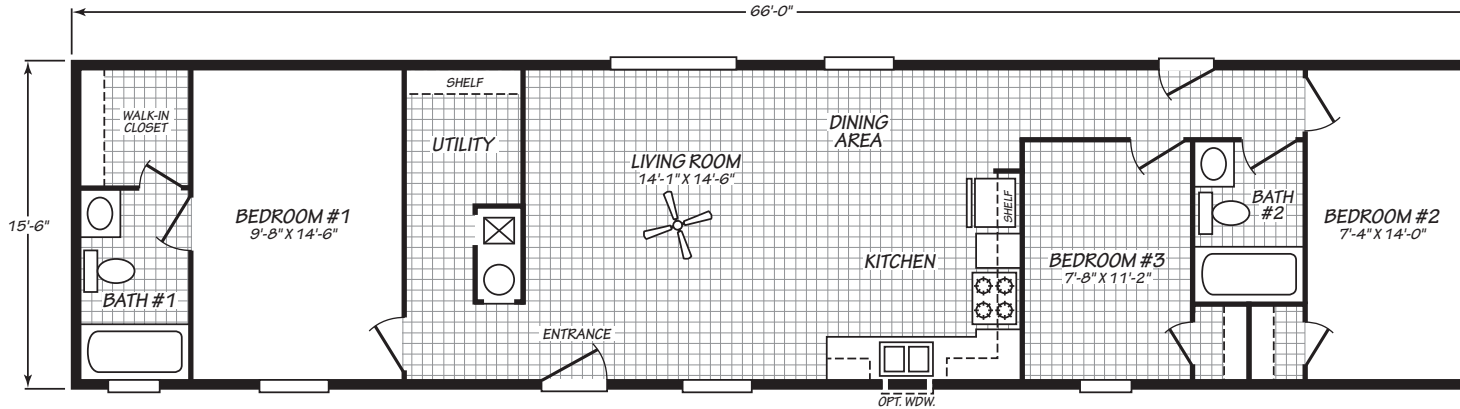 66'-0"
15'-6"
WALK-IN
CLOSET
BATH #1
BEDROOM #1
9'-8" X 14'-6"
SHELF
UTILITY
ENTRANCE
LIVING ROOM
14'-1" X 14'-6"
DINING
AREA
KITCHEN
SHELF
OPT. WDW.
BEDROOM #3
7'-8" X 11'-2"
BATH
#2
BEDROOM #2
7'-4" X 14'-0"